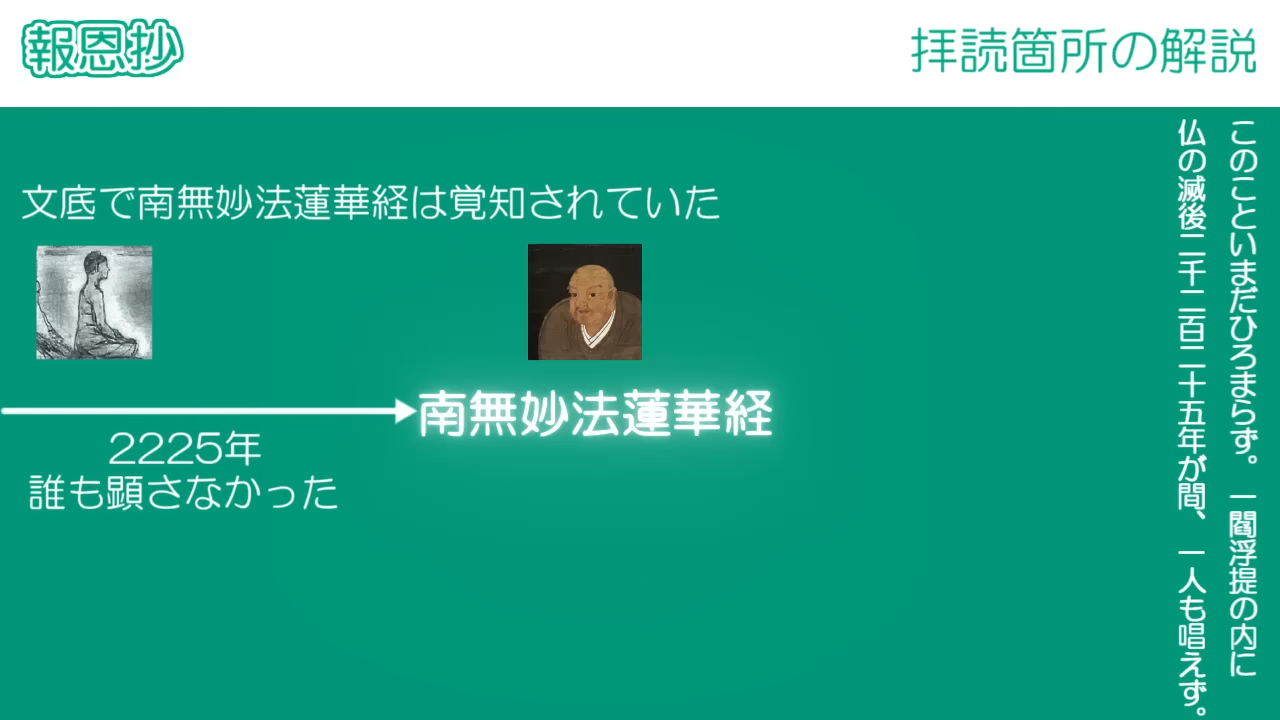 報恩抄
拝読箇所の解説
このこといまだひろまらず。一閻浮提の内に
仏の滅後二千二百二十五年が間、一人も唱えず。
文底で南無妙法蓮華経は覚知されていた
南無妙法蓮華経
2225年
誰も顕さなかった